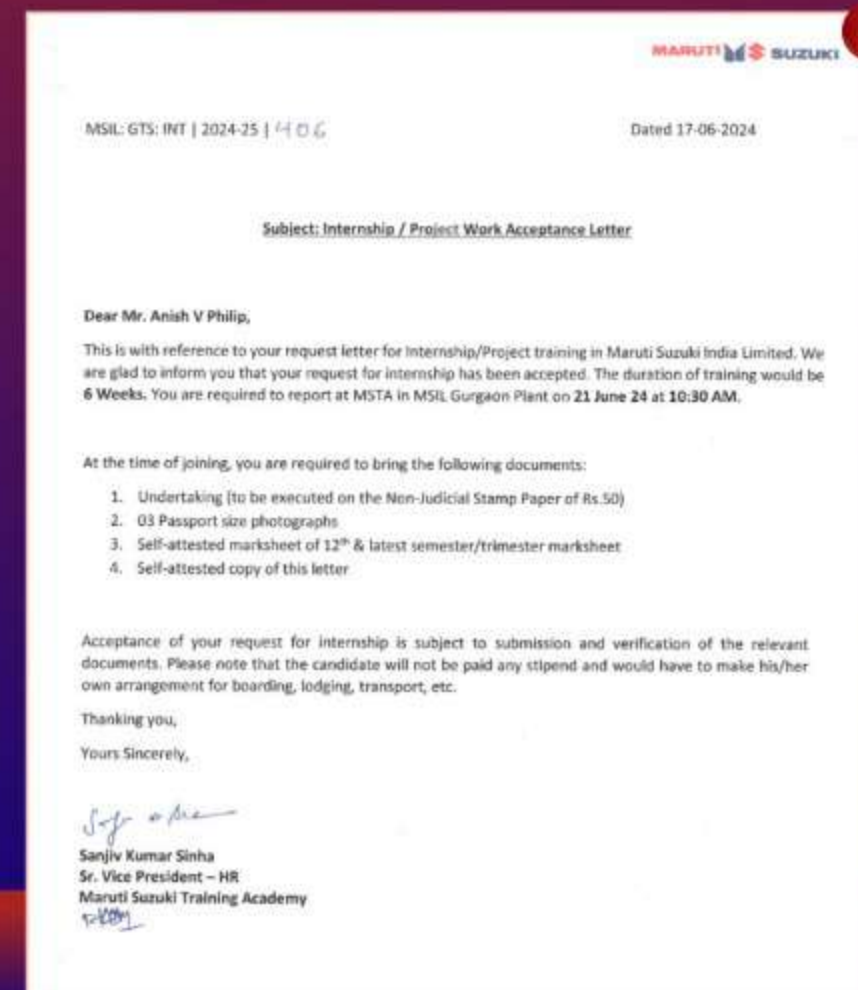 MARUTI SUZUKI
MSIL: GTS: INT | 2024-25 | 406
Dated 17-06-2024
Subject: Internship / Project Work Acceptance Letter
Dear Mr. Anish V Philip,
This is with reference to your request letter for Internship/Project training in Maruti Suzuki India Limited. We
are glad to inform you that your request for internship has been accepted. The duration of training would be
6 Weeks. You are required to report at MSTA in MSIL Gurgaon Plant on 21 June 24 at 10:30 AM.
At the time of joining, you are required to bring the following documents:
1. Undertaking (to be executed on the Non-Judicial Stamp Paper of Rs.50)
2. 03 Passport size photographs
3. Self-attested marksheet of 12th & latest semester/trimester marksheet
4. Self-attested copy of this letter
Acceptance of your request for internship is subject to submission and verification of the relevant
documents. Please note that the candidate will not be paid any stipend and would have to make his/her
own arrangement for boarding, lodging, transport, etc.
Thanking you,
Yours Sincerely,
Sanjiv Kumar Sinha
Sr. Vice President – HR
Maruti Suzuki Training Academy